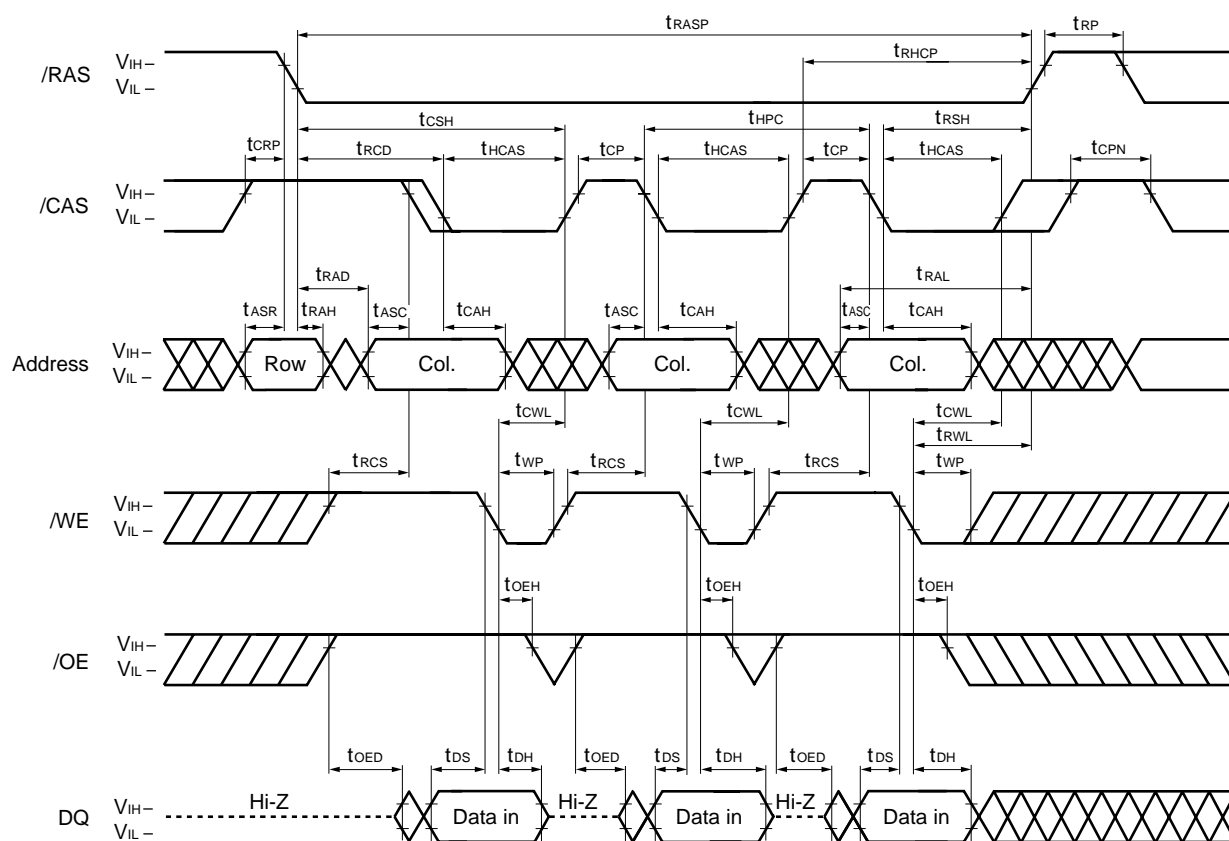 tRASP
tRP
tRHCP
/RAS
VIH –
VIL –
tCSH
tHPC
tRSH
tCRP
tRCD
tHCAS
tCP
tHCAS
tCP
tHCAS
tCPN
/CAS
VIH –
VIL –
tRAD
tRAL
tASR
tRAH
tASC
tCAH
tASC
tCAH
tASC
tCAH
Address
VIH –
VIL –
Row
Col.
Col.
Col.
tCWL
tCWL
tCWL
tRWL
tRCS
tWP
tRCS
tWP
tRCS
tWP
/WE
VIH –
VIL –
tOEH
tOEH
tOEH
/OE
VIH –
VIL –
tOED
tDS
tDH
tOED
tDS
tDH
tOED
tDS
tDH
DQ
VIH –
VIL –
Hi-Z
Data in
Hi-Z
Data in
Hi-Z
Data in